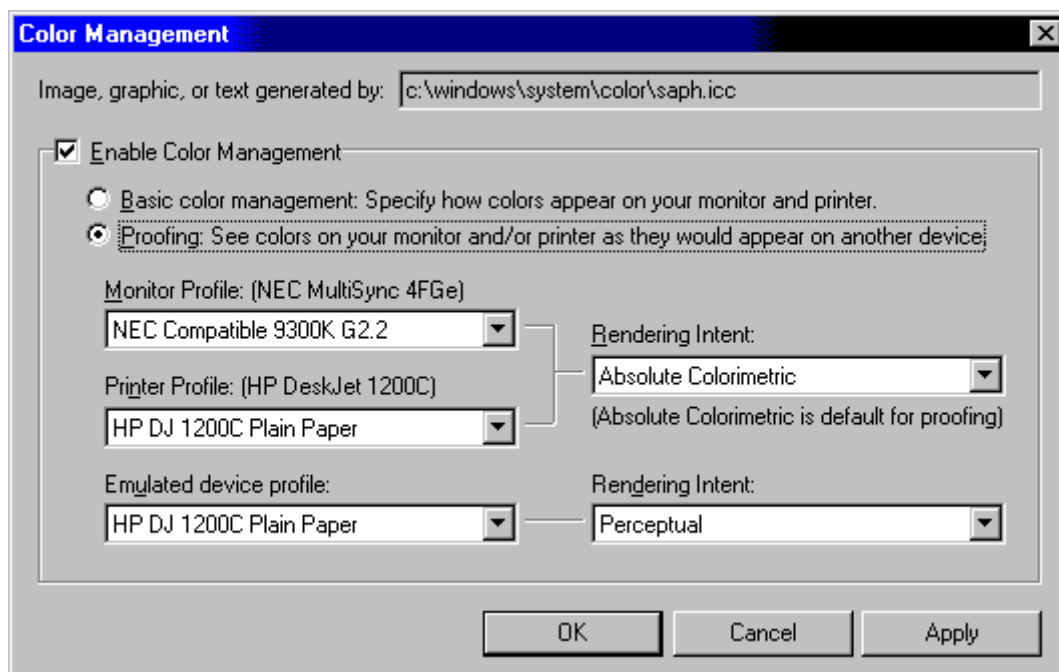 Color Management
Image, graphic, or text generated by: c:\windows\system\color\saph.icc
Enable Color Management
Basic color management: Specify how colors appear on your monitor and printer.
Proofing: See colors on your monitor and/or printer as they would appear on another device.
Monitor Profile: (NEC MultiSync 4FGe)
NEC Compatible 9300K G2.2
Rendering Intent:
Absolute Colorimetric
(Absolute Colorimetric is default for proofing)
Printer Profile: (HP DeskJet 1200C)
HP DJ 1200C Plain Paper
Emulated device profile:
HP DJ 1200C Plain Paper
Rendering Intent:
Perceptual
OK
Cancel
Apply